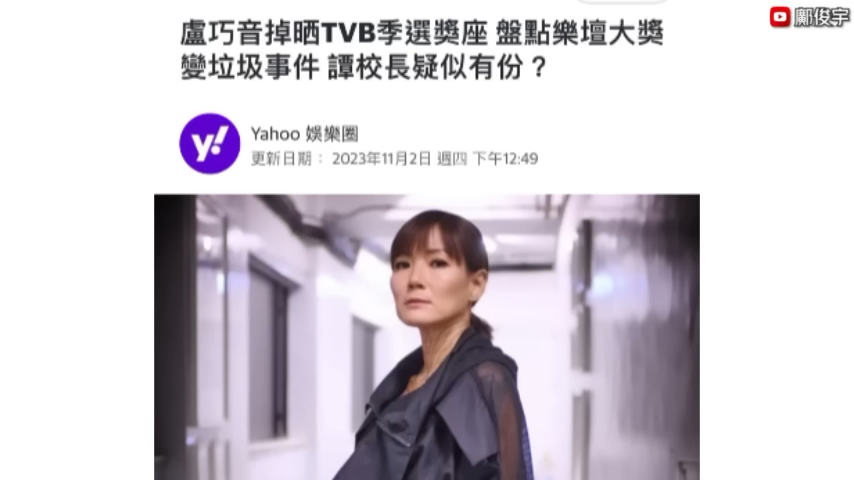 盧巧音掉晒TVB季選獎座 盤點樂壇大獎
變垃圾事件 譚校長疑似有份？
鄺俊宇
y!
Yahoo 娛樂圈
更新日期： 2023年11月2日 週四 下午12:49